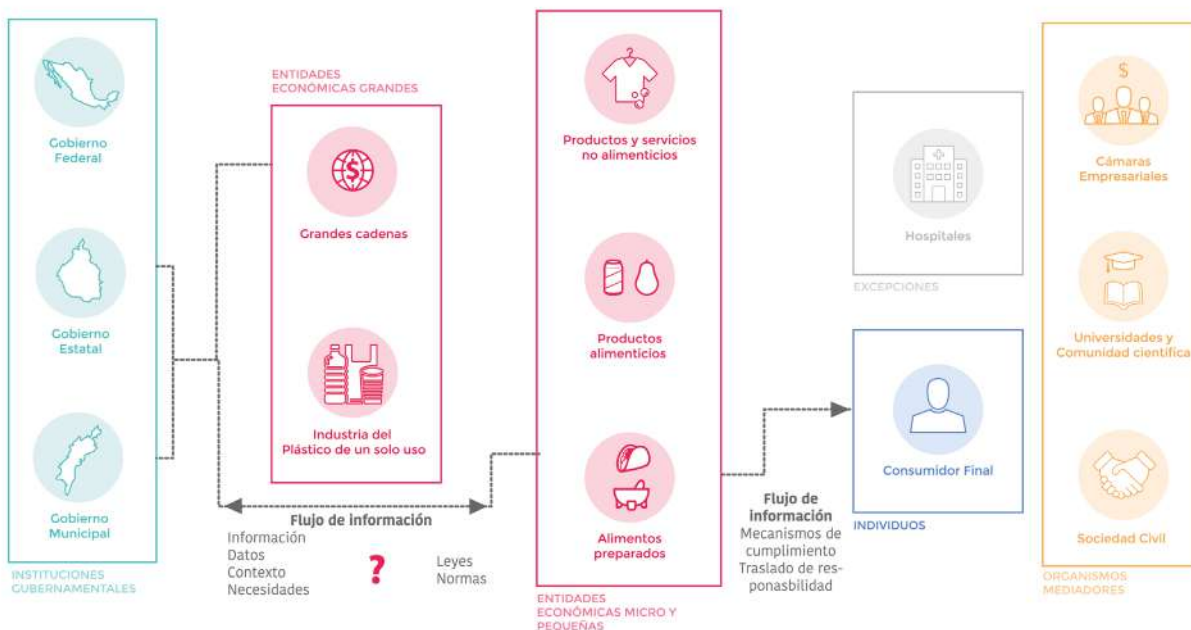 Gobierno
Federal
Gobierno
Estatal
Gobierno
Municipal
INSTITUCIONES
GUBERNAMENTALES
ENTIDADES
ECONÓMICAS GRANDES
$
Grandes cadenas
Industria del
Plástico de un solo uso
Flujo de información
Información
Datos
Contexto
Necesidades
?
Leyes
Normas
Productos y servicios
no alimenticios
Productos
alimenticios
Alimentos
preparados
ENTIDADES
ECONÓMICAS MICRO Y
PEQUEÑAS
Flujo de
información
Mecanismos de
cumplimiento
Traslado de res-
ponsabilidad
Hospitales
EXCEPCIONES
Consumidor Final
INDIVIDUOS
$
Cámaras
Empresariales
Universidades y
Comunidad científica
Sociedad Civil
ORGANISMOS
MEDIADORES